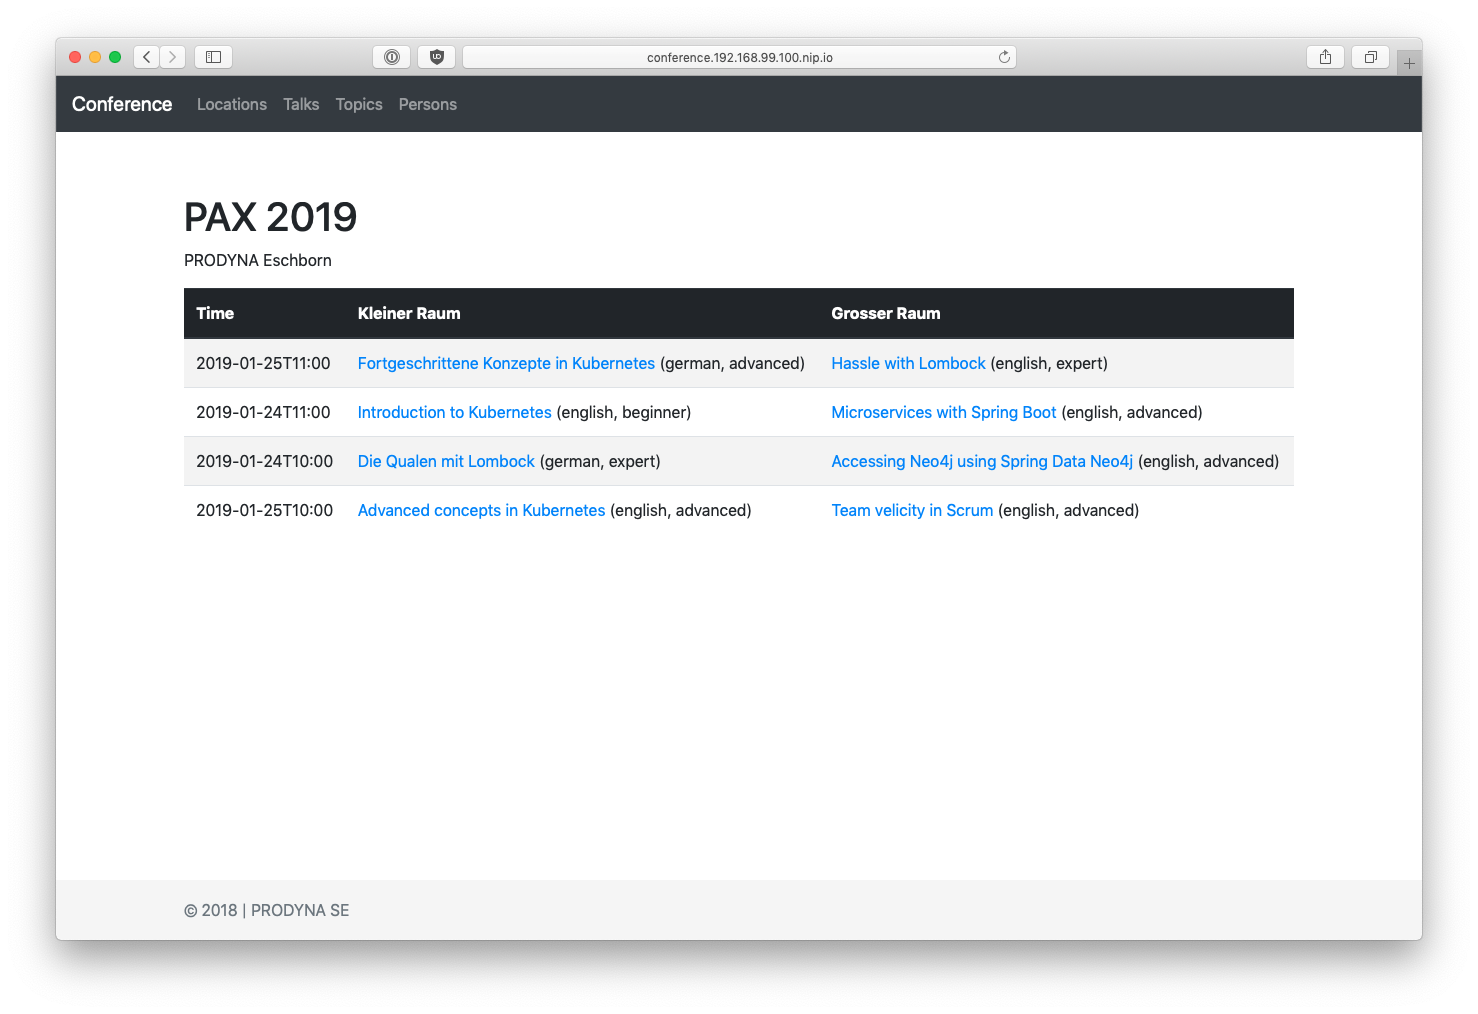 conference.192.168.99.100.nip.io
Conference Locations Talks Topics Persons
PAX 2019
PRODYNA Eschborn
Time Kleiner Raum Grosser Raum
2019-01-25T11:00 Fortgeschrittene Konzepte in Kubernetes (german, advanced) Hassle with Lombock (english, expert)
2019-01-24T11:00 Introduction to Kubernetes (english, beginner) Microservices with Spring Boot (english, advanced)
2019-01-24T10:00 Die Qualen mit Lombock (german, expert) Accessing Neo4j using Spring Data Neo4j (english, advanced)
2019-01-25T10:00 Advanced concepts in Kubernetes (english, advanced) Team velicity in Scrum (english, advanced)
© 2018 | PRODYNA SE